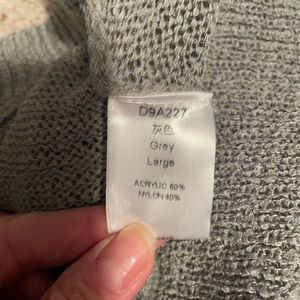 D9A227
灰色
Grey
Large
ACRYLIC 60%
NYLON 40%